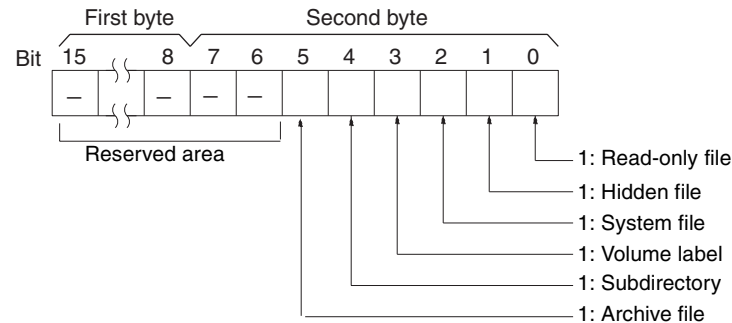 First byte Second byte
Bit 15 8 7 6 5 4 3 2 1 0
– – – –
Reserved area
1: Read-only file
1: Hidden file
1: System file
1: Volume label
1: Subdirectory
1: Archive file